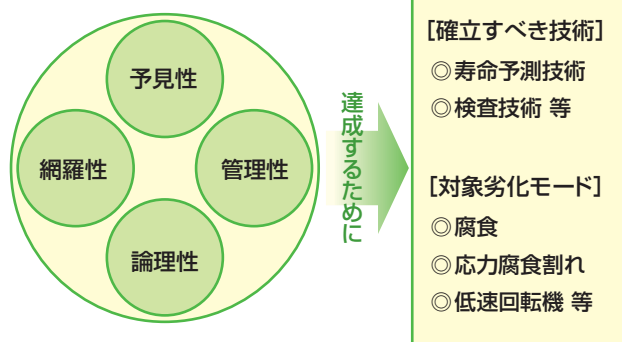 予見性
網羅性
管理性
論理性
達成するために
[確立すべき技術]
◎寿命予測技術
◎検査技術 等
[対象劣化モード]
◎腐食
◎応力腐食割れ
◎低速回転機 等